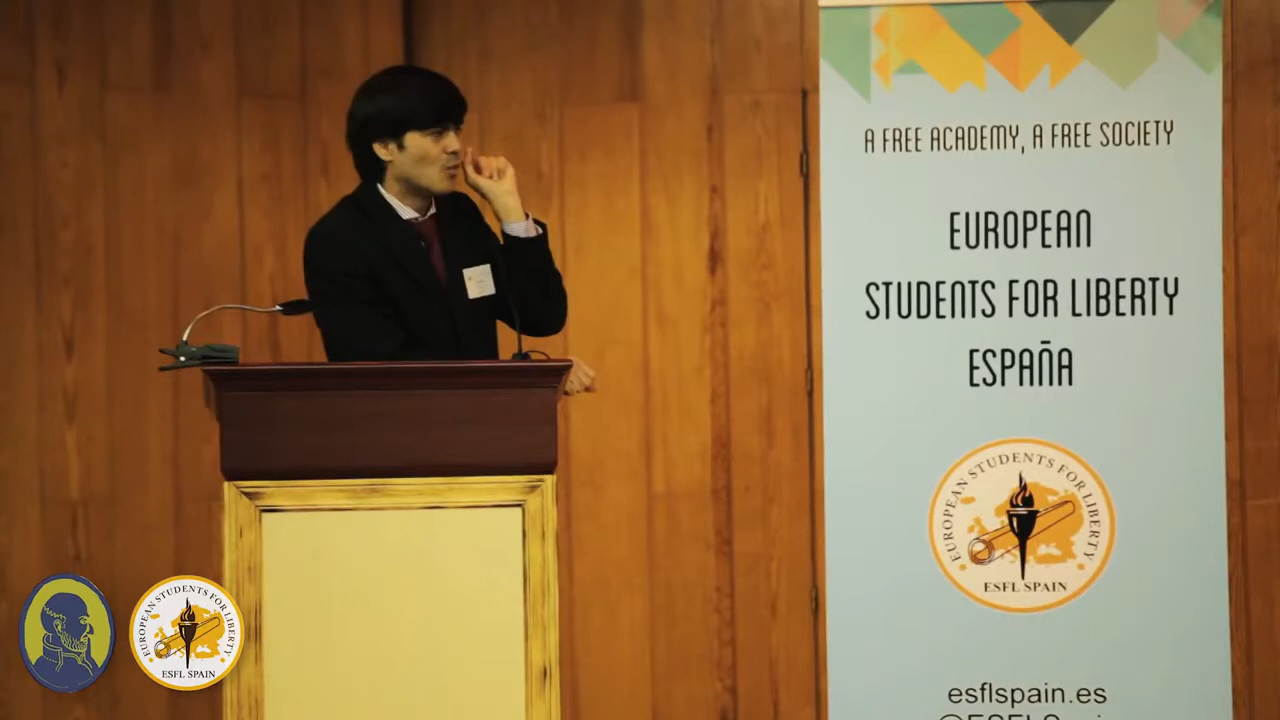 A FREE ACADEMY, A FREE SOCIETY
EUROPEAN
STUDENTS FOR LIBERTY
ESPAÑA
EUROPEAN STUDENTS FOR LIBERTY
ESFL SPAIN
esflspain.es
EUROPEAN STUDENTS FOR LIBERTY
ESFL SPAIN